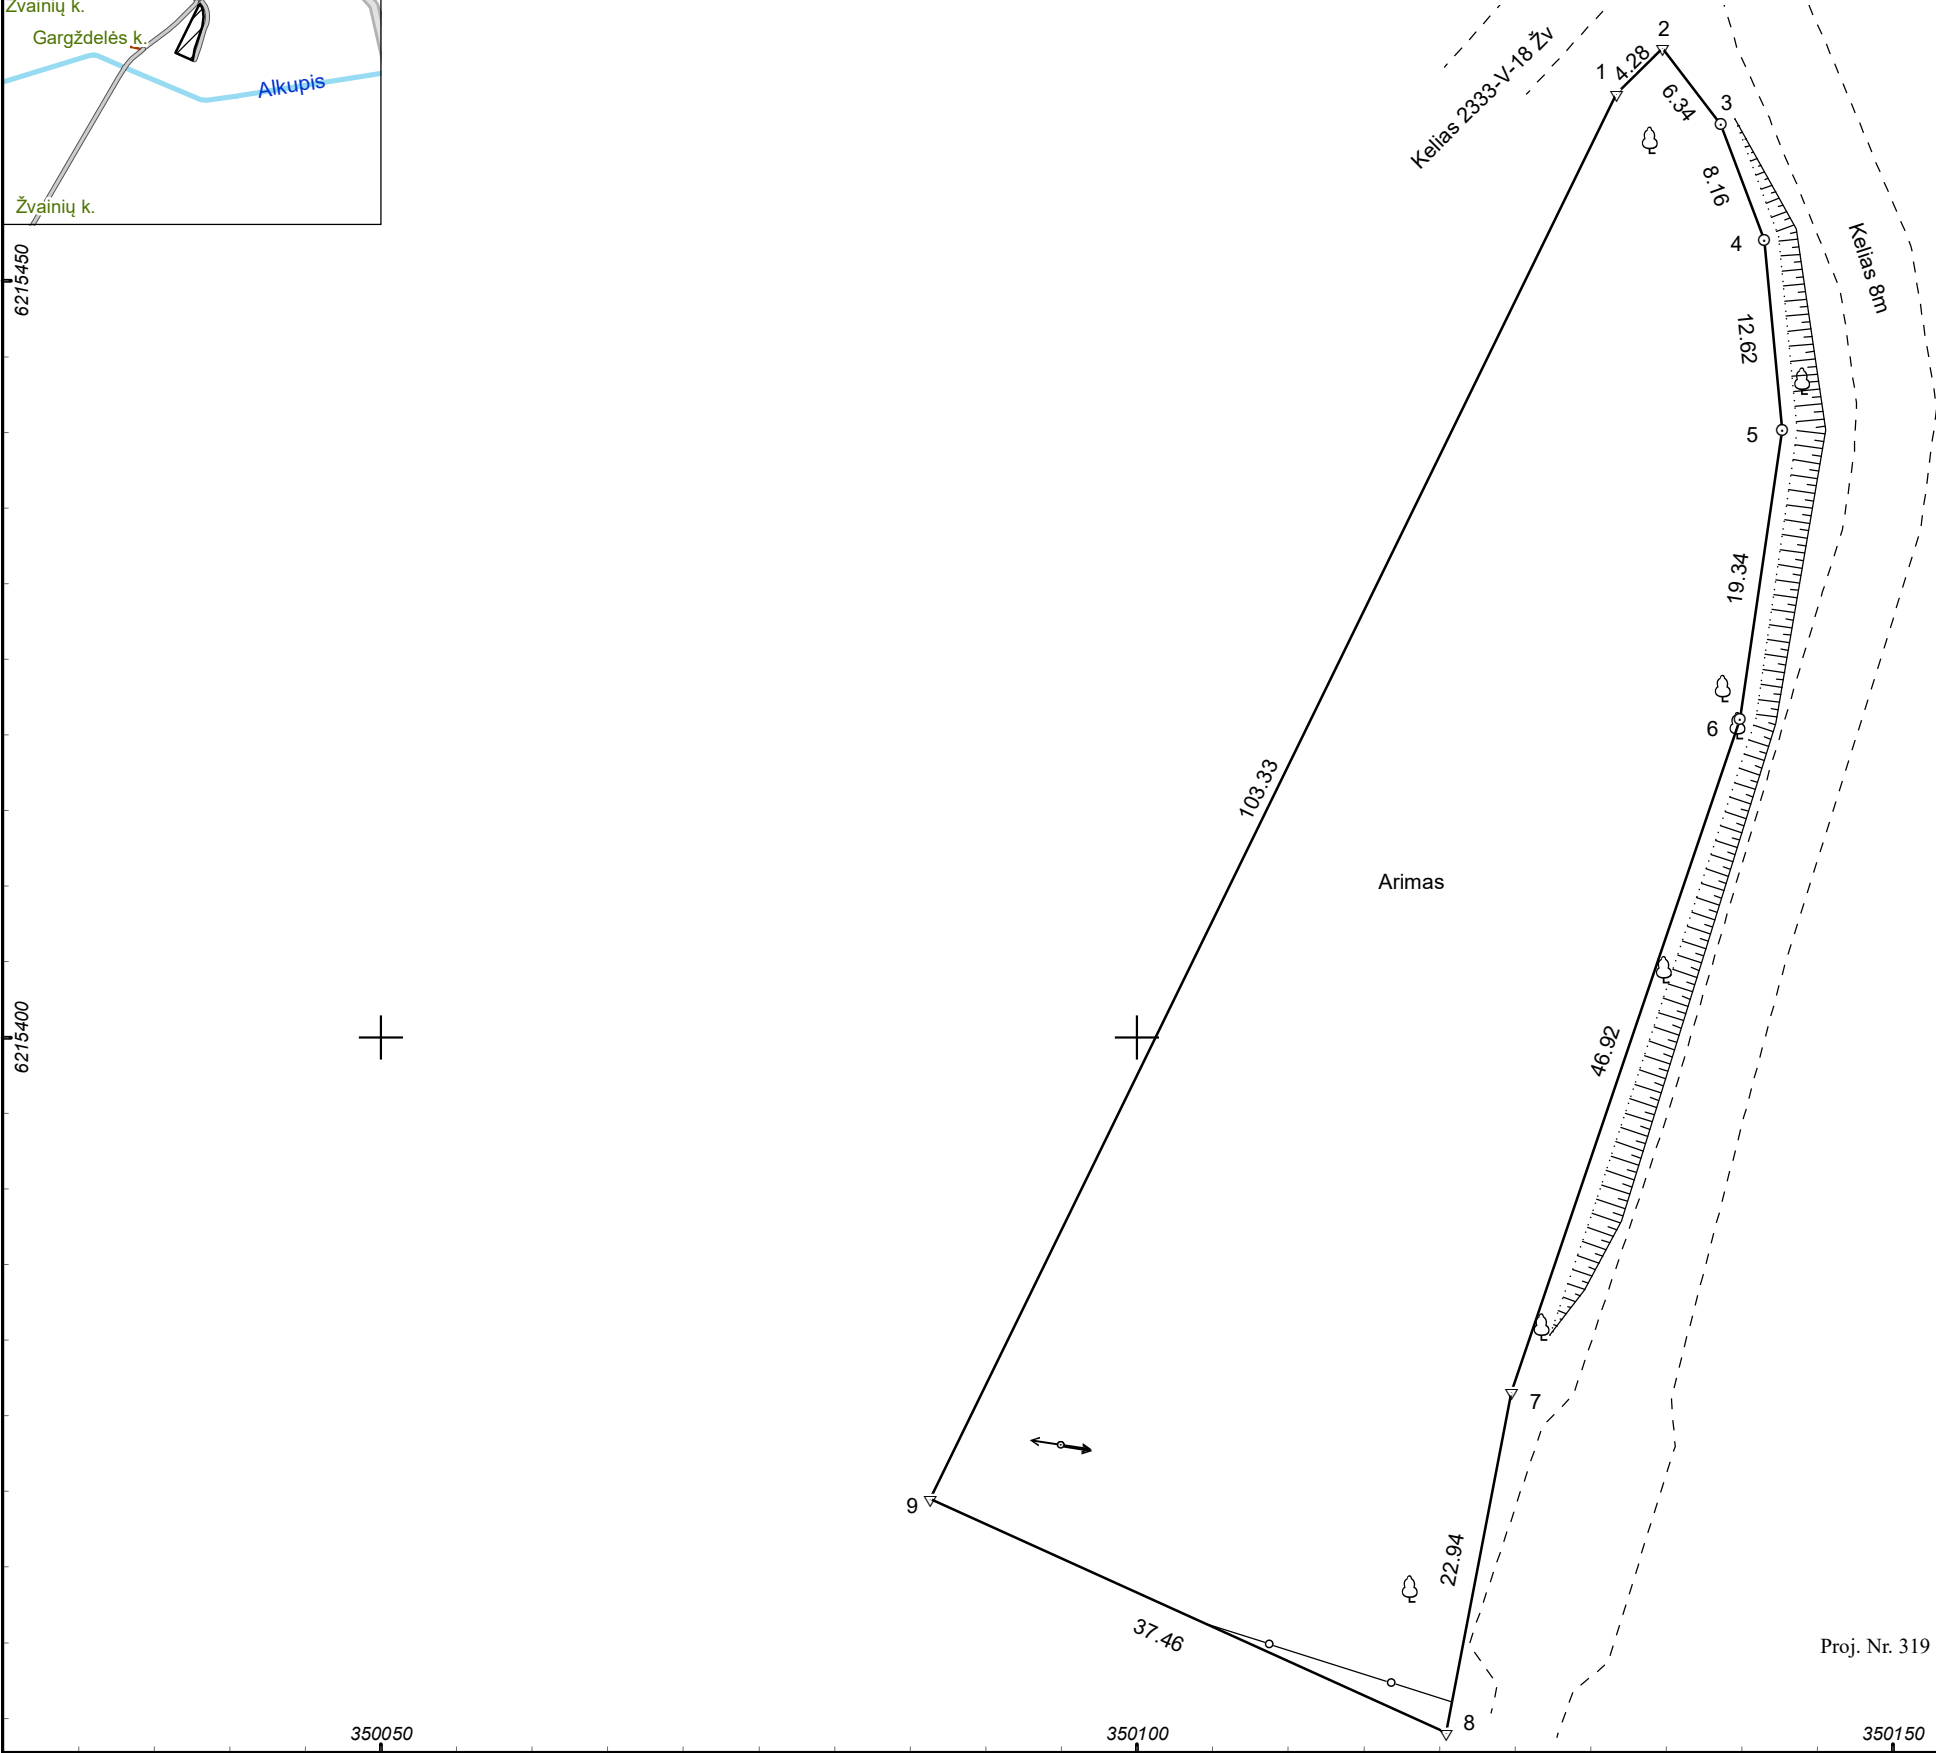 Žvainių k.
Gargždelės k.
Alkupis
Žvainių k.
6215450
6215400
Kelias 2333-V-18 Žv
1
4.28
2
6.34
3
8.16
4
Kelias 8m
12.62
5
19.34
6
103.33
Arimas
46.92
7
9
22.94
37.46
8
Proj. Nr. 319
350050
350100
350150